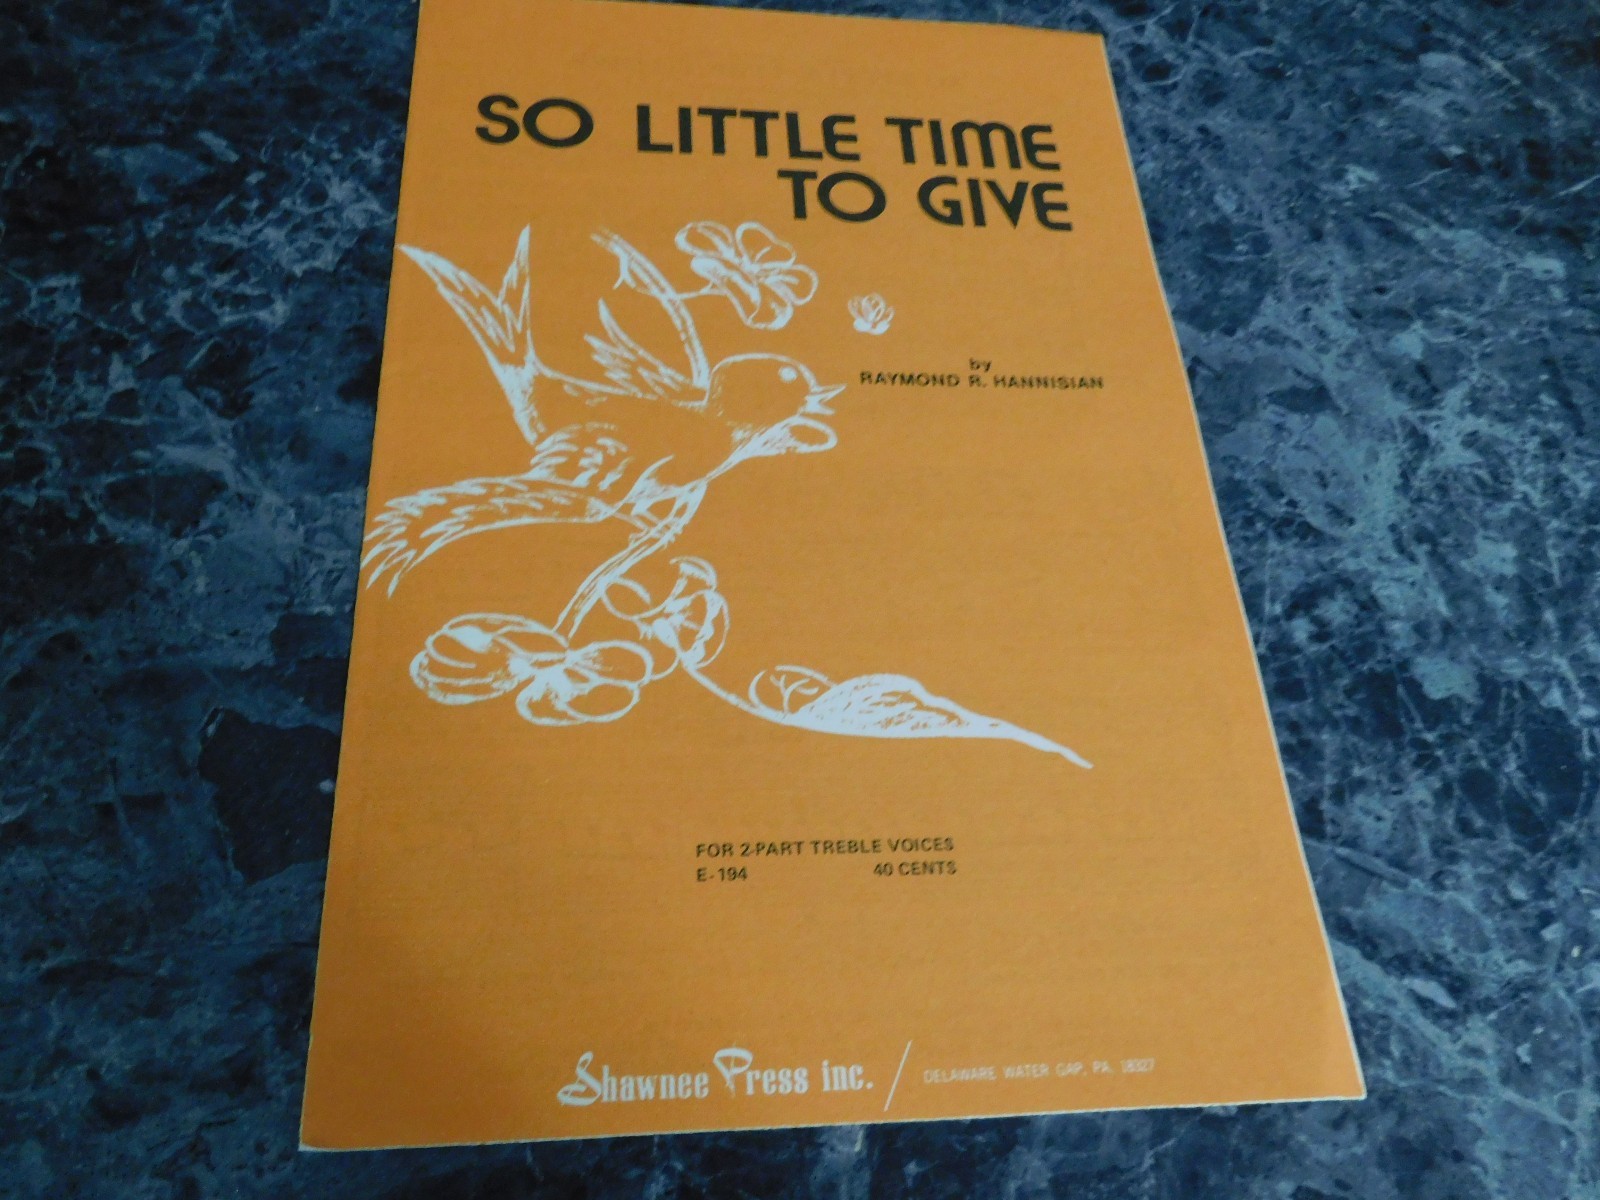 SO LITTLE TIME
TO GIVE
by
RAYMOND R. HANNISIAN
FOR 2-PART TREBLE VOICES
E-194 40 CENTS
Shawnee Press inc. / DELAWARE WATER GAP, PA. 18327